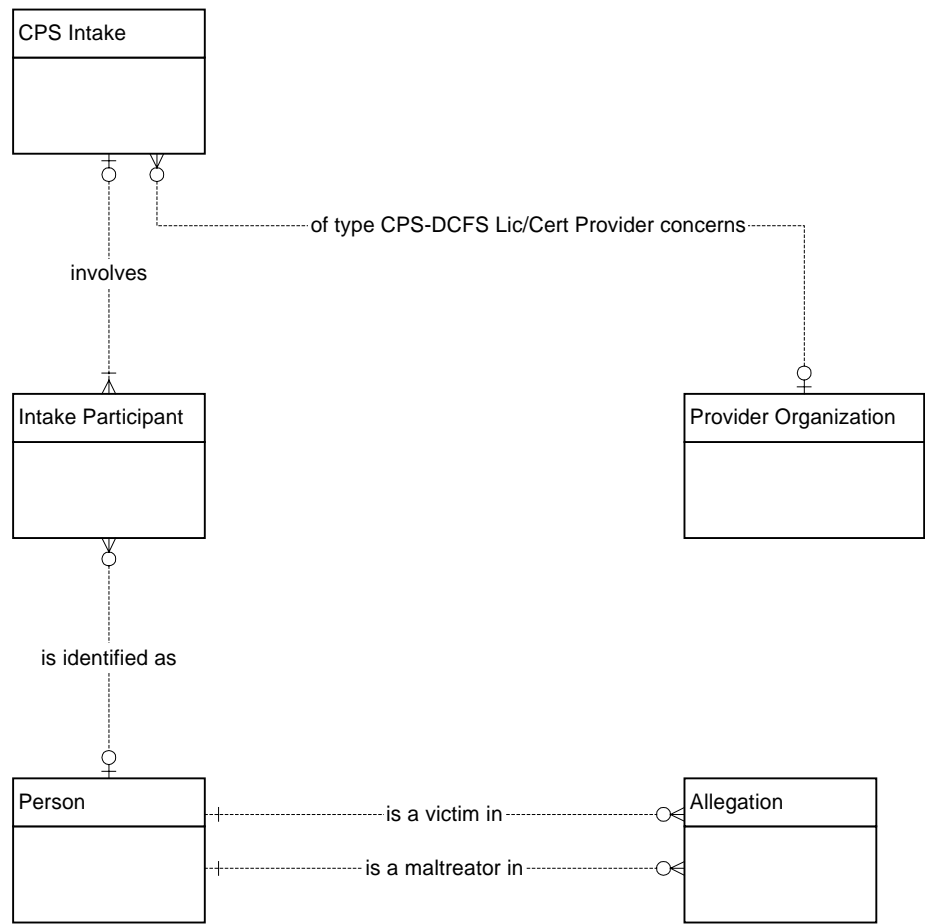 CPS Intake
of type CPS-DCFS Lic/Cert Provider concerns
involves
Intake Participant
Provider Organization
is identified as
Person
is a victim in
Allegation
is a maltreator in